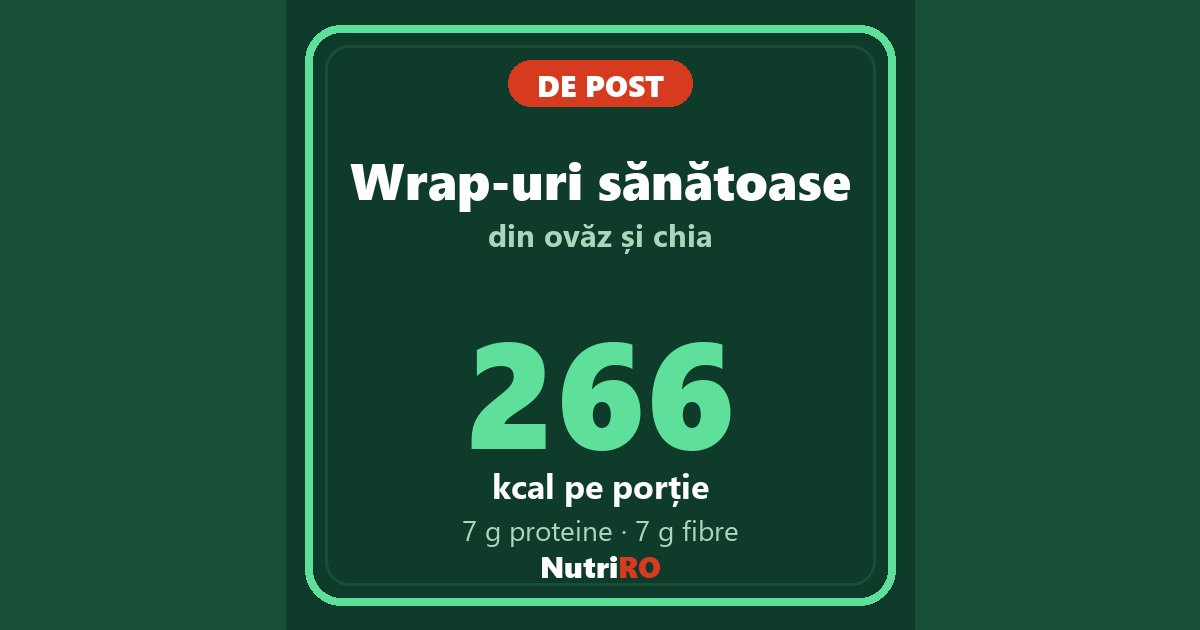 DE POST
Wrap-uri sănătoase
din ovăz și chia
266
kcal pe porție
7 g proteine · 7 g fibre
NutriRO